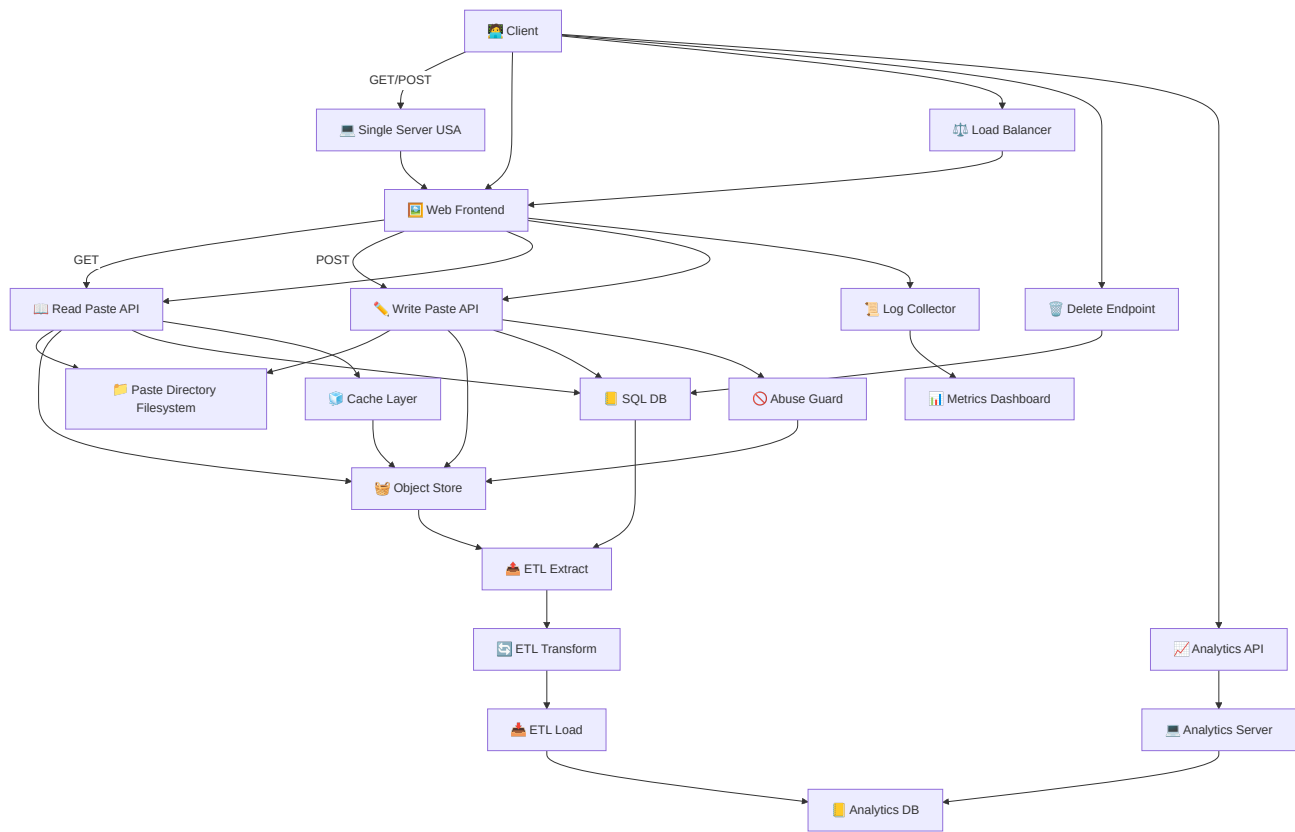 🧑‍💻 Client
GET/POST
💻 Single Server USA
⚖️ Load Balancer
🖼️ Web Frontend
GET
POST
📖 Read Paste API
✏️ Write Paste API
📜 Log Collector
🗑️ Delete Endpoint
📁 Paste Directory
Filesystem
🧊 Cache Layer
📒 SQL DB
🚫 Abuse Guard
📊 Metrics Dashboard
🧺 Object Store
📤 ETL Extract
🔄 ETL Transform
📈 Analytics API
📥 ETL Load
💻 Analytics Server
📒 Analytics DB